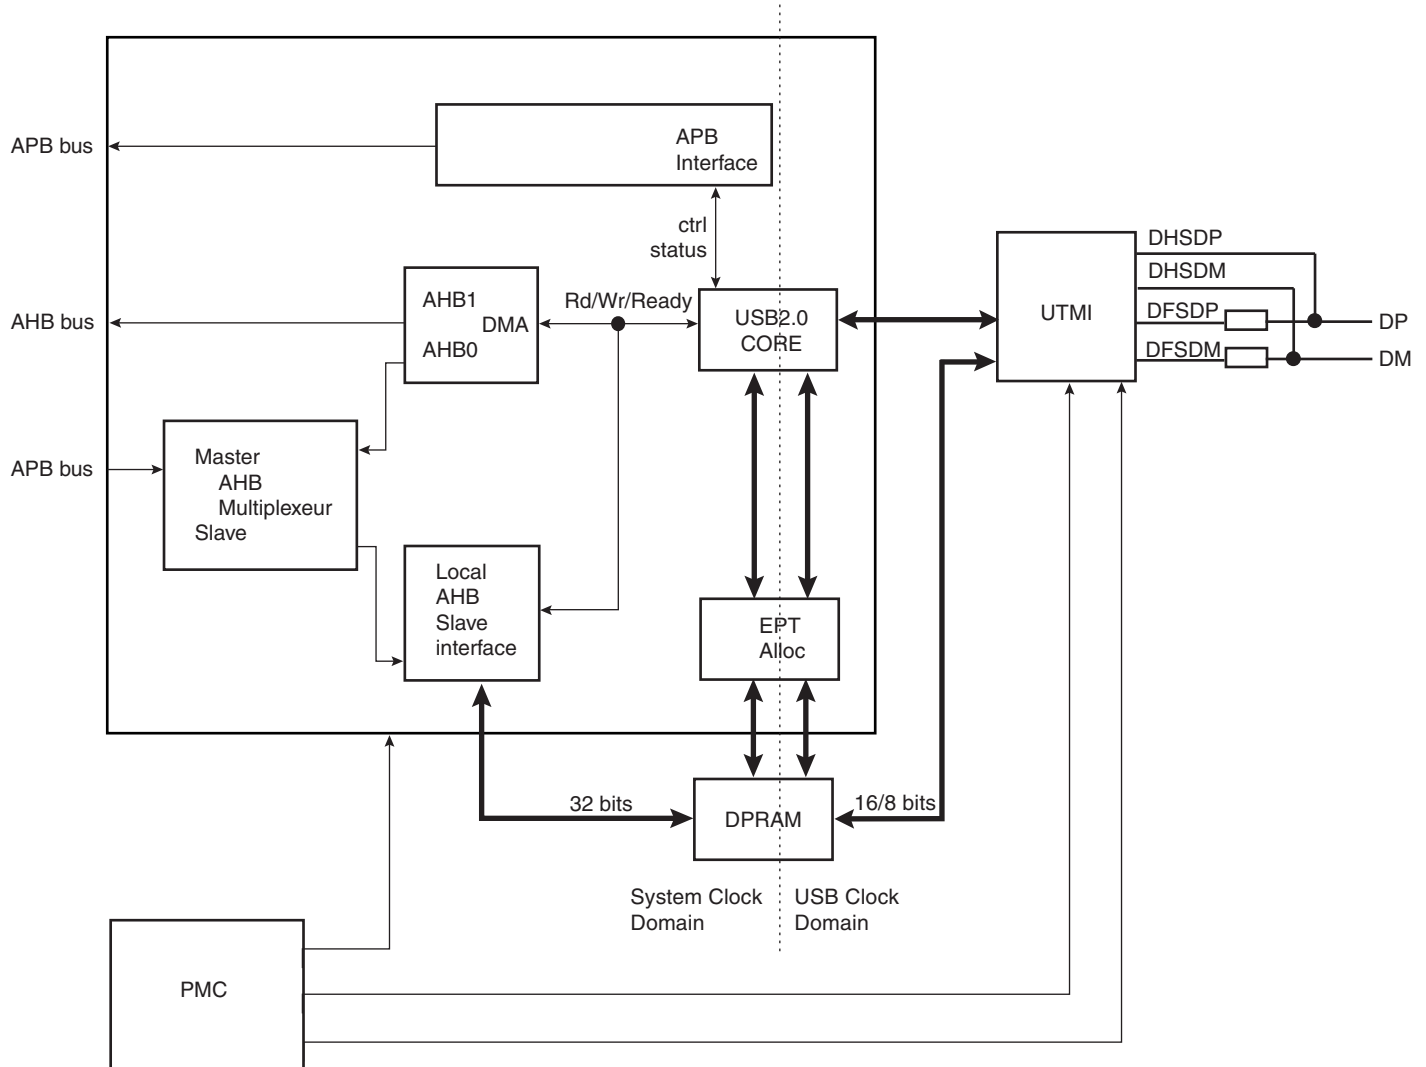 APB bus
APB
Interface
ctrl
status
DHSDP
DHSDM
DFSDP
DFSDM
UTMI
DP
DM
AHB bus
AHB1
DMA
AHB0
Rd/Wr/Ready
USB2.0
CORE
APB bus
Master
AHB
Multiplexeur
Slave
Local
AHB
Slave
interface
EPT
Alloc
32 bits
DPRAM
16/8 bits
System Clock
Domain
USB Clock
Domain
PMC